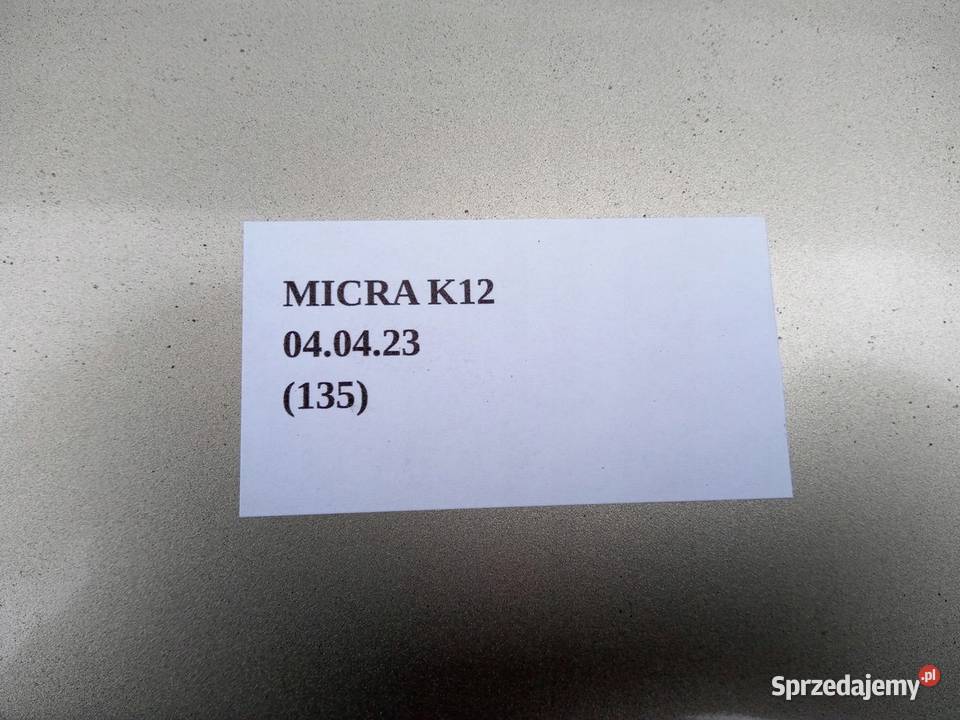 MICRA K12
04.04.23
(135)
Sprzedajemy.pl